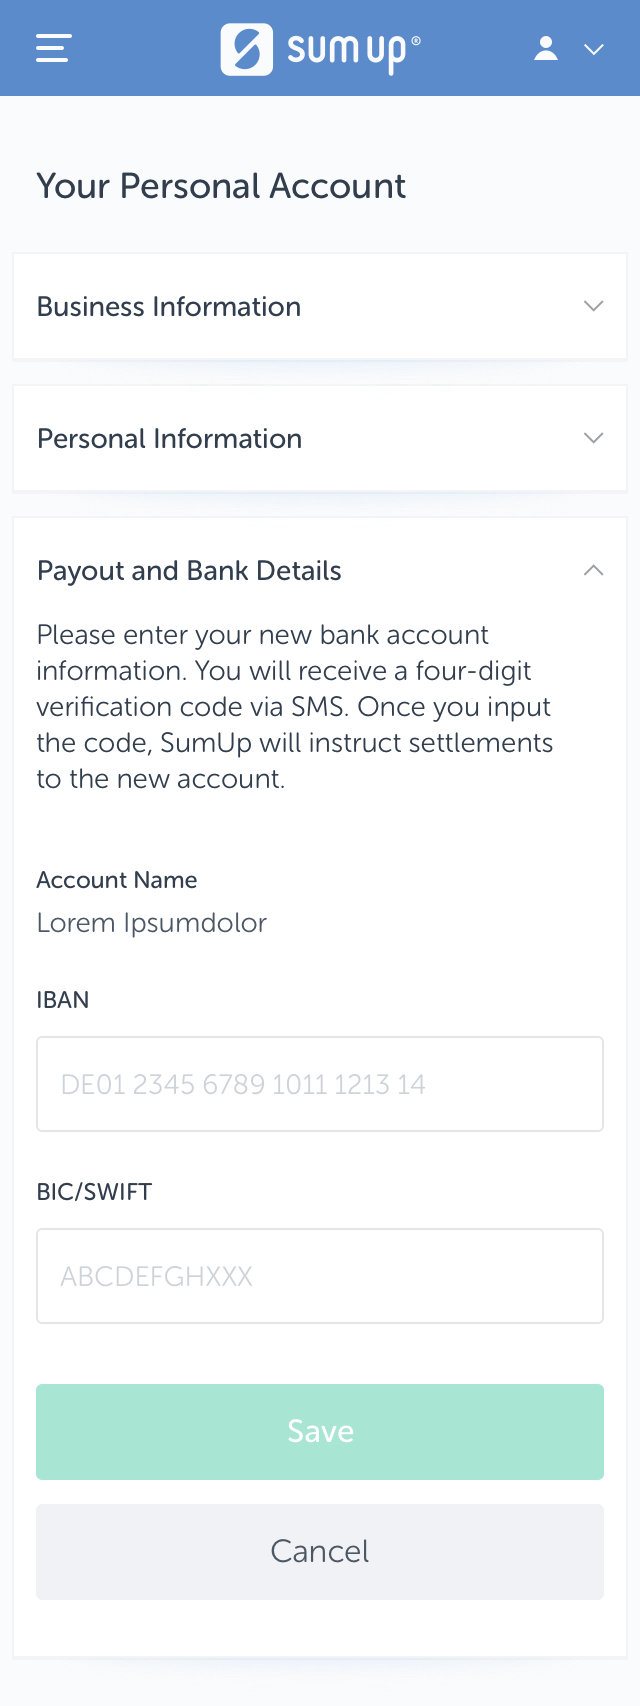 sumup®
Your Personal Account
Business Information
Personal Information
Payout and Bank Details
Please enter your new bank account
information. You will receive a four-digit
verification code via SMS. Once you input
the code, SumUp will instruct settlements
to the new account.
Account Name
Lorem Ipsumdolor
IBAN
DE01 2345 6789 1011 1213 14
BIC/SWIFT
ABCDEFGHXXX
Save
Cancel